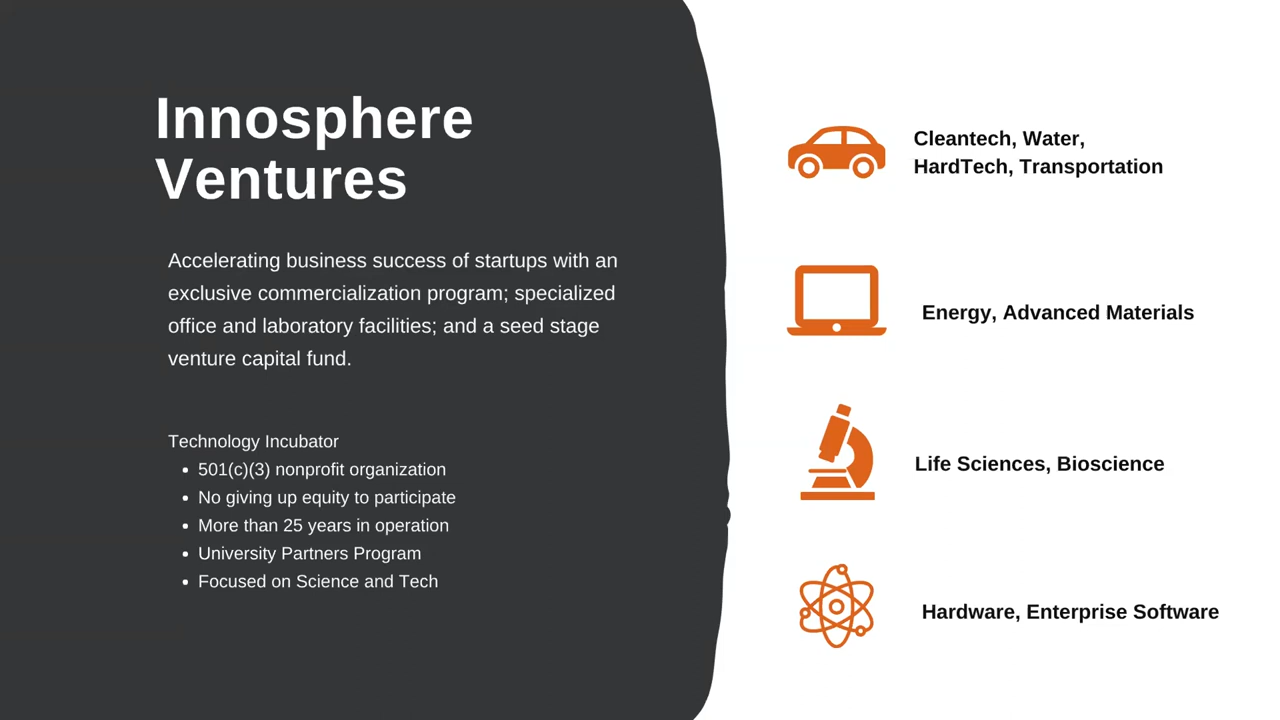 Innosphere
Ventures
Accelerating business success of startups with an
exclusive commercialization program; specialized
office and laboratory facilities; and a seed stage
venture capital fund.
Technology Incubator
501(c)(3) nonprofit organization
No giving up equity to participate
More than 25 years in operation
University Partners Program
Focused on Science and Tech
Cleantech, Water,
HardTech, Transportation
Energy, Advanced Materials
Life Sciences, Bioscience
Hardware, Enterprise Software